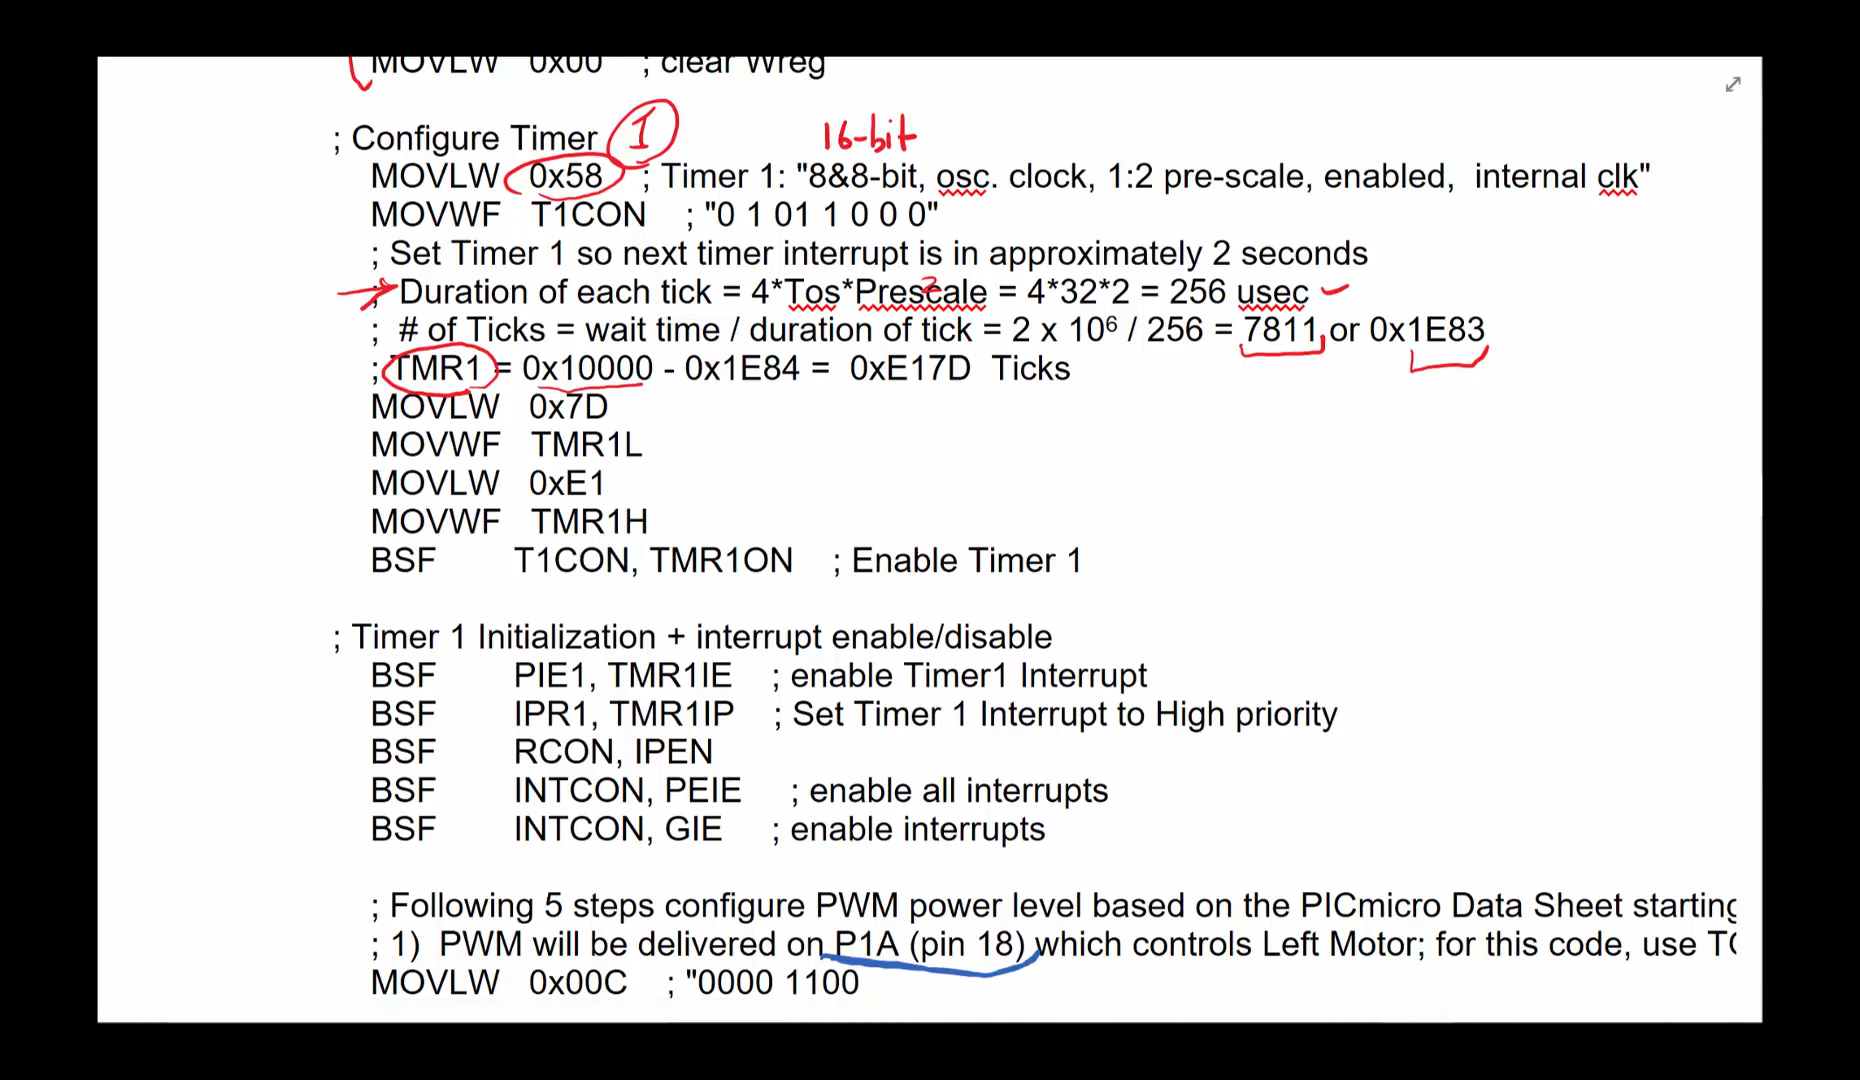 MOVLW 0x00 ; clear Wreg
; Configure Timer 1
16-bit
MOVLW 0x58 ; Timer 1: "8&8-bit, osc. clock, 1:2 pre-scale, enabled, internal clk"
MOVWF T1CON ; "0 1 01 1 0 0 0"
; Set Timer 1 so next timer interrupt is in approximately 2 seconds
2
; Duration of each tick = 4*Tos*Prescale = 4*32*2 = 256 usec
; # of Ticks = wait time / duration of tick = 2 x 10⁶ / 256 = 7811 or 0x1E83
; TMR1 = 0x10000 - 0x1E84 = 0xE17D Ticks
MOVLW 0x7D
MOVWF TMR1L
MOVLW 0xE1
MOVWF TMR1H
BSF T1CON, TMR1ON ; Enable Timer 1
; Timer 1 Initialization + interrupt enable/disable
BSF PIE1, TMR1IE ; enable Timer1 Interrupt
BSF IPR1, TMR1IP ; Set Timer 1 Interrupt to High priority
BSF RCON, IPEN
BSF INTCON, PEIE ; enable all interrupts
BSF INTCON, GIE ; enable interrupts
; Following 5 steps configure PWM power level based on the PICmicro Data Sheet starting
; 1) PWM will be delivered on P1A (pin 18) which controls Left Motor; for this code, use
MOVLW 0x00C ; "0000 1100